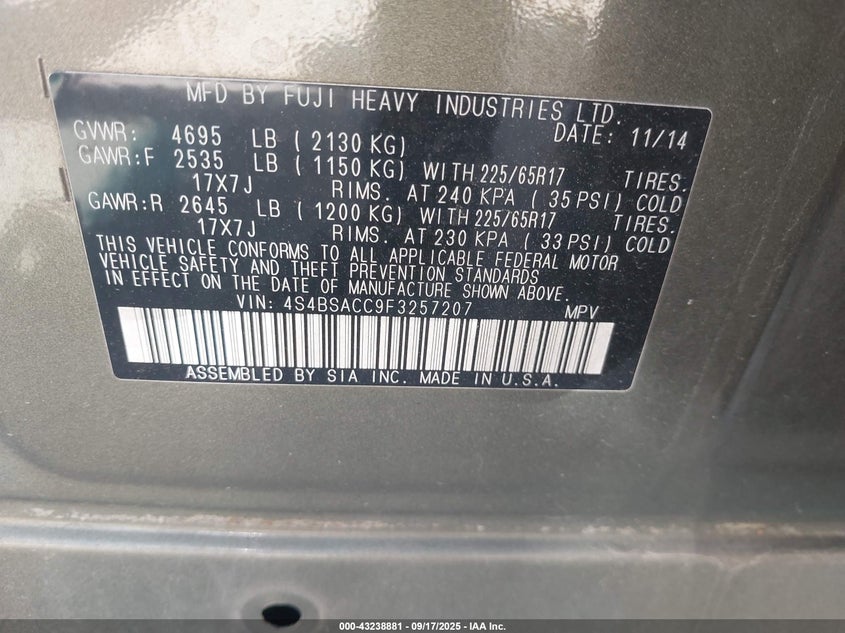 MFD BY FUJI HEAVY INDUSTRIES LTD.
GVWR: 4695 LB ( 2130 KG) DATE: 11/14
GAWR:F 2535 LB ( 1150 KG) WITH 225/65R17 TIRES.
17X7J RIMS. AT 240 KPA ( 35 PSI) COLD
GAWR:R 2645 LB ( 1200 KG) WITH 225/65R17 TIRES.
17X7J RIMS. AT 230 KPA ( 33 PSI) COLD
THIS VEHICLE CONFORMS TO ALL APPLICABLE FEDERAL MOTOR
VEHICLE SAFETY AND THEFT PREVENTION STANDARDS
IN EFFECT ON THE DATE OF MANUFACTURE SHOWN ABOVE.
VIN: 4S4BSACC9F3257207 MPV
ASSEMBLED BY SIA INC. MADE IN U.S.A.
000-43238881 - 09/17/2025 - IAA Inc.